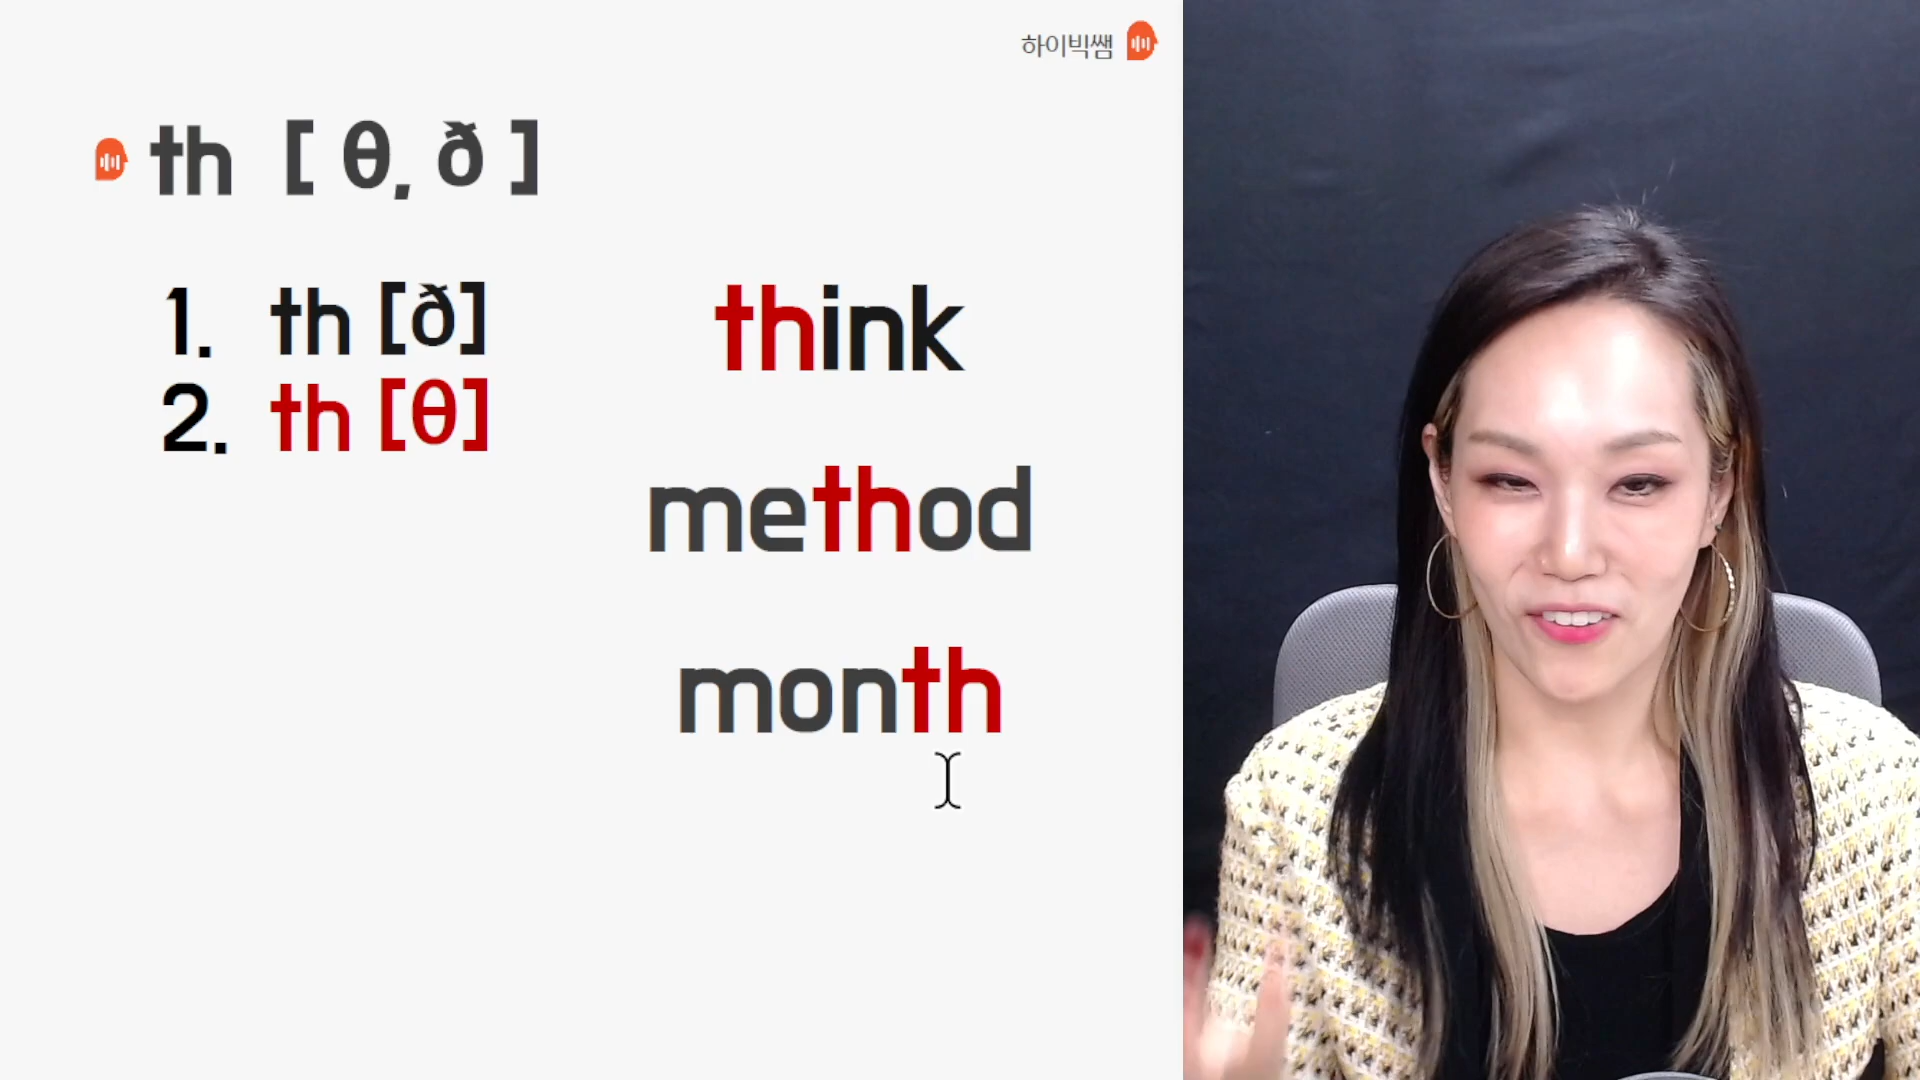 하이빅쌤
th [ θ, ð ]
1. th [ð]
2. th [θ]
think
method
month